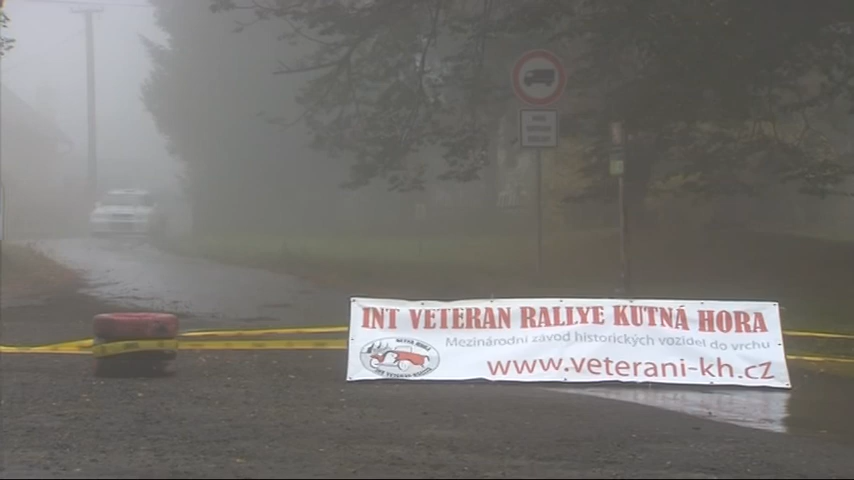 INT VETERAN RALLYE KUTNÁ HORA
Mezinárodní závod historických vozidel do vrchu
www.veterani-kh.cz